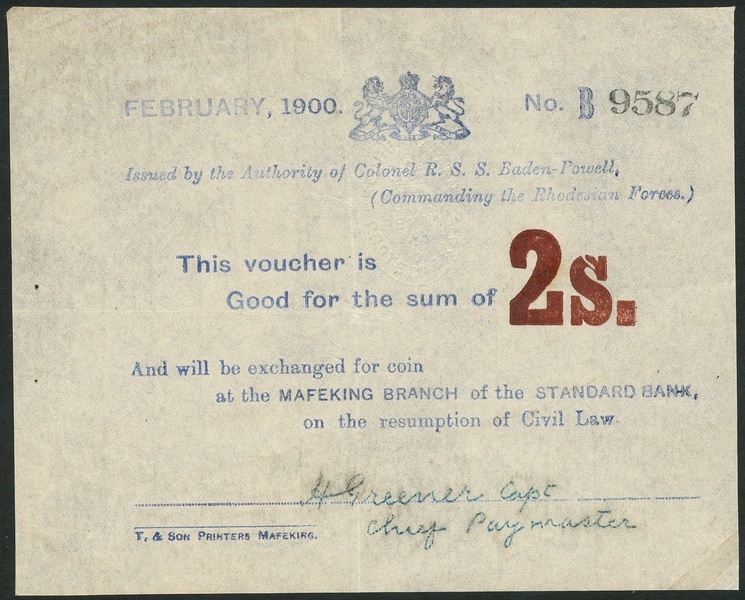 FEBRUARY, 1900. No. B 9587
Issued by the Authority of Colonel R. S. S. Baden-Powell,
(Commanding the Rhodesian Forces.)
This voucher is
Good for the sum of 2s.
And will be exchanged for coin
at the MAFEKING BRANCH of the STANDARD BANK,
on the resumption of Civil Law.
H Greener Capt
Chief Paymaster
T. & SON PRINTERS MAFEKING.